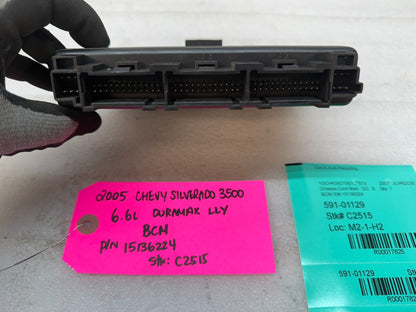 2005 CHEVY SILVERADO 3500
6.6L DURAMAX LLY
BCM
P/N 15136224
Stk: C2515
591-01129
Stk# C2515
Loc: M2-1-H2
R00017825
591-01129